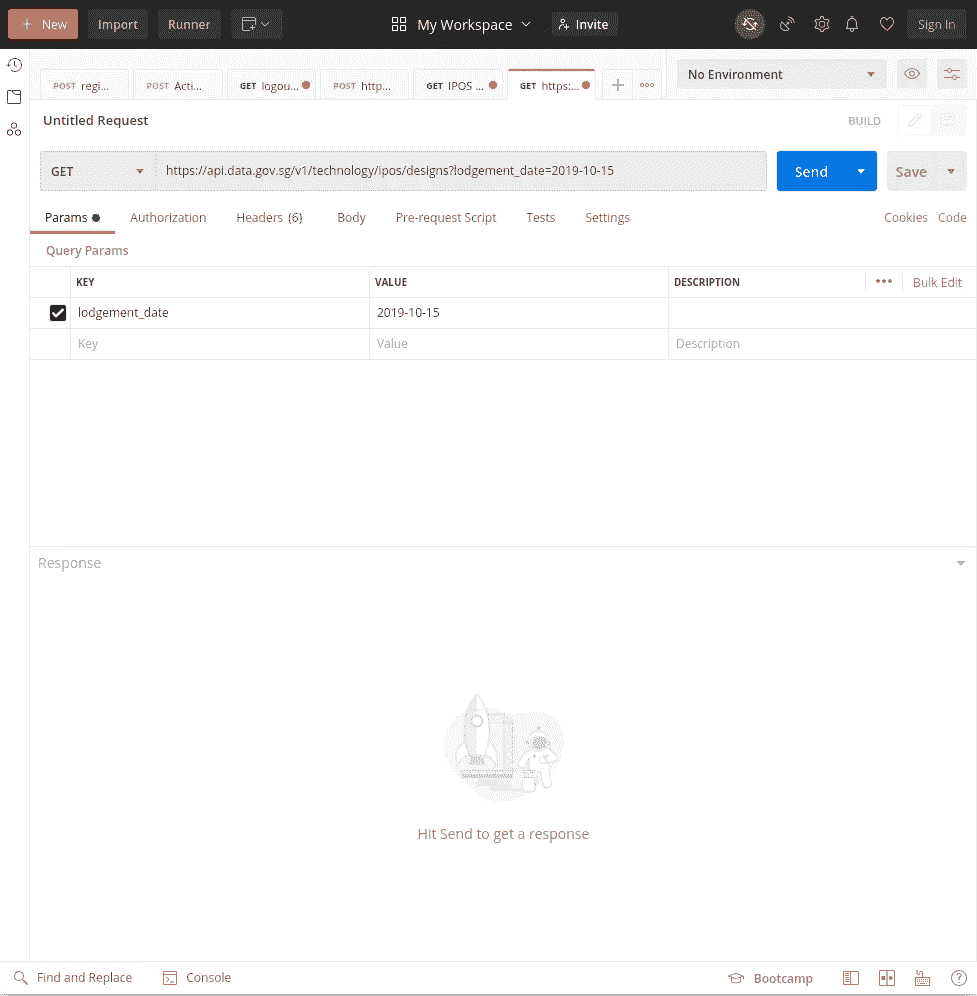 + New Import Runner My Workspace Invite Sign In
POST regi... POST Acti... GET logou... POST http... GET IPOS ... GET https:... + ooo No Environment
Untitled Request BUILD
GET https://api.data.gov.sg/v1/technology/ipos/designs?lodgement_date=2019-10-15 Send Save
Params Authorization Headers (6) Body Pre-request Script Tests Settings Cookies Code
Query Params
KEY VALUE DESCRIPTION ••• Bulk Edit
lodgement_date 2019-10-15
Key Value Description
Response
Hit Send to get a response
Find and Replace Console Bootcamp